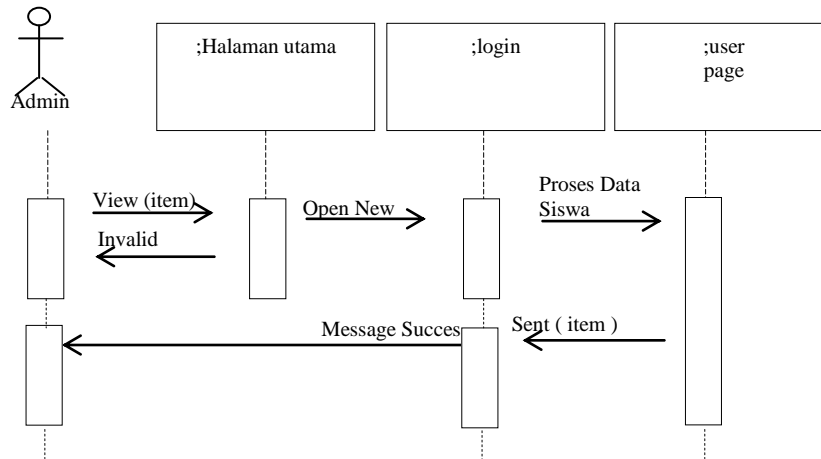 ;Halaman utama
;login
;user
page
Admin
View (item)
Open New
Proses Data
Siswa
Invalid
Message Succes
Sent ( item )